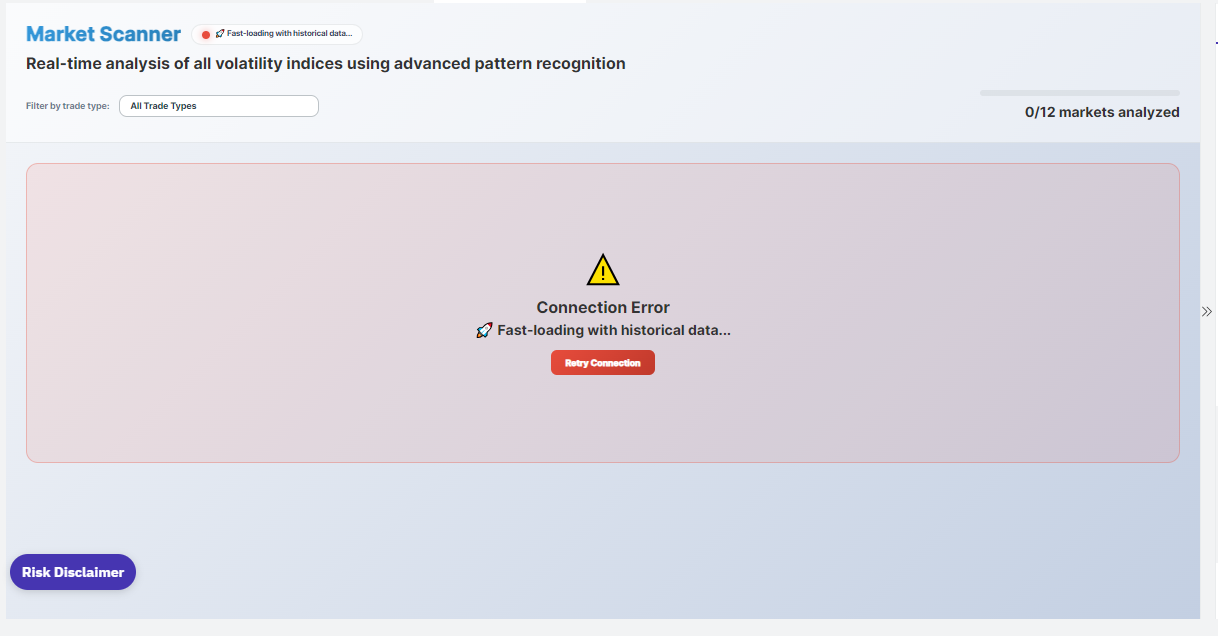 Market Scanner
🚀 Fast-loading with historical data...
Real-time analysis of all volatility indices using advanced pattern recognition
Filter by trade type:
All Trade Types
0/12 markets analyzed
Connection Error
🚀 Fast-loading with historical data...
Retry Connection
Risk Disclaimer